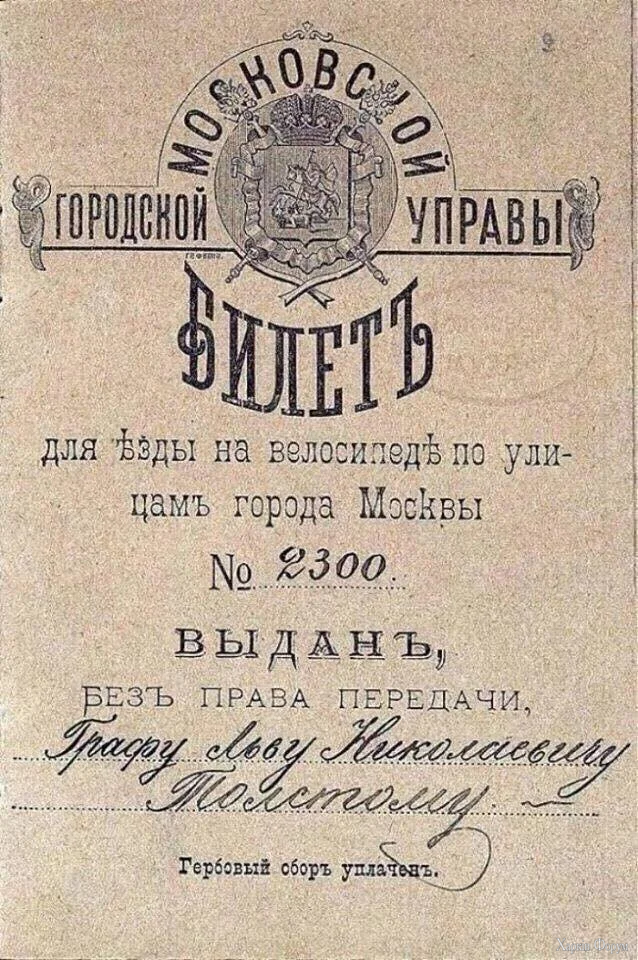 9
МОСКОВСКОЙ
ГОРОДСКОЙ УПРАВЫ
БИЛЕТЪ
для ѣзды на велосипедѣ по ули-
цамъ города Москвы
№ 2300.
ВЫДАНЪ,
БЕЗЪ ПРАВА ПЕРЕДАЧИ,
Графу Льву Николаевичу
Толстому.
Гербовый сборъ уплаченъ.